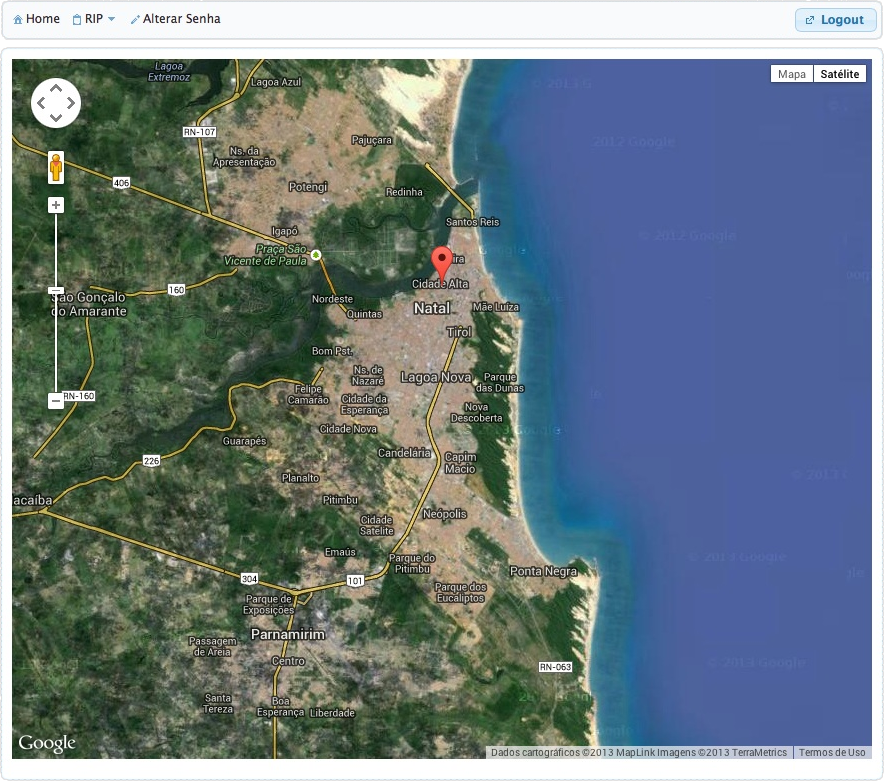 Home
RIP
Alterar Senha
Logout
Mapa
Satélite
Lagoa
Extremoz
Lagoa Azul
© 2013 G
RN-107
Pajuçara
2012 Google
Ns. da
Apresentação
406
Potengi
Redinha
Santos Reis
Igapó
© 2012 Google
Praça São
Vicente de Paula
Cidade Alta
160
São Gonçalo
do Amarante
Nordeste
Natal
Mãe Luíza
Quintas
Tirol
Bom Pst.
Ns. de
Nazaré
Lagoa Nova
Parque
das Dunas
RN-160
Felipe
Camarão
Cidade da
Esperança
Nova
Descoberta
Cidade Nova
Guarapés
Candelária
Capim
Macio
226
Planalto
Pitimbu
acaíba
Neópolis
Cidade
Satélite
Emaús
Parque do
Pitimbu
© 2013 Google
Ponta Negra
304
101
Parque dos
Eucaliptos
Parque de
Exposições
Parnamirim
Passagem
de Areia
Centro
RN-063
© 2013 Google
Santa
Tereza
Boa
Esperança
Liberdade
Google
Dados cartográficos ©2013 MapLink Imagens ©2013 TerraMetrics
Termos de Uso